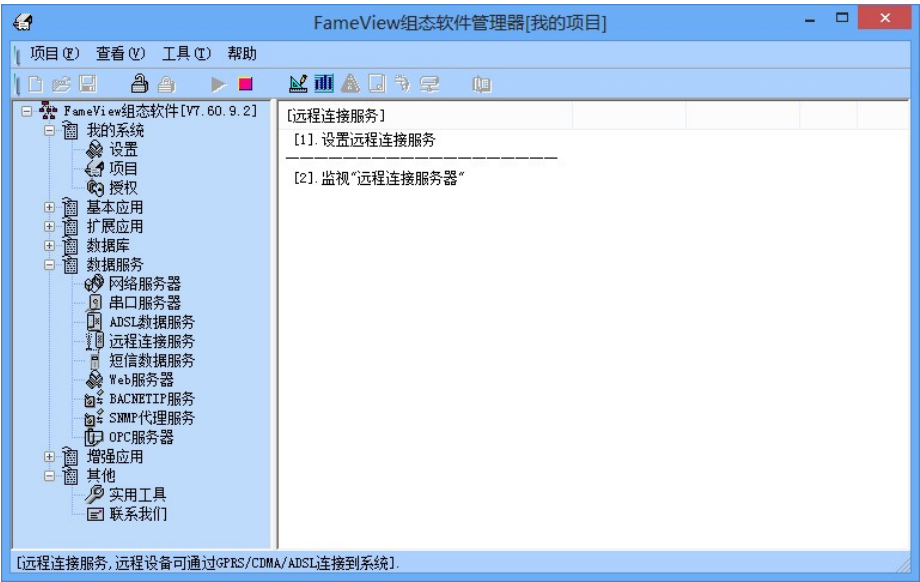 FameView组态软件管理器[我的项目]
项目(F) 查看(V) 工具(T) 帮助
FameView组态软件[V7.60.9.2]
我的系统
设置
项目
授权
基本应用
扩展应用
数据库
数据服务
网络服务器
串口服务器
ADSL数据服务
远程连接服务
短信数据服务
Web服务器
BACNETIP服务
SNMP代理服务
OPC服务器
增强应用
其他
实用工具
联系我们
[远程连接服务]
[1].设置远程连接服务
[2].监视“远程连接服务器”
[远程连接服务,远程设备可通过GPRS/CDMA/ADSL连接到系统].